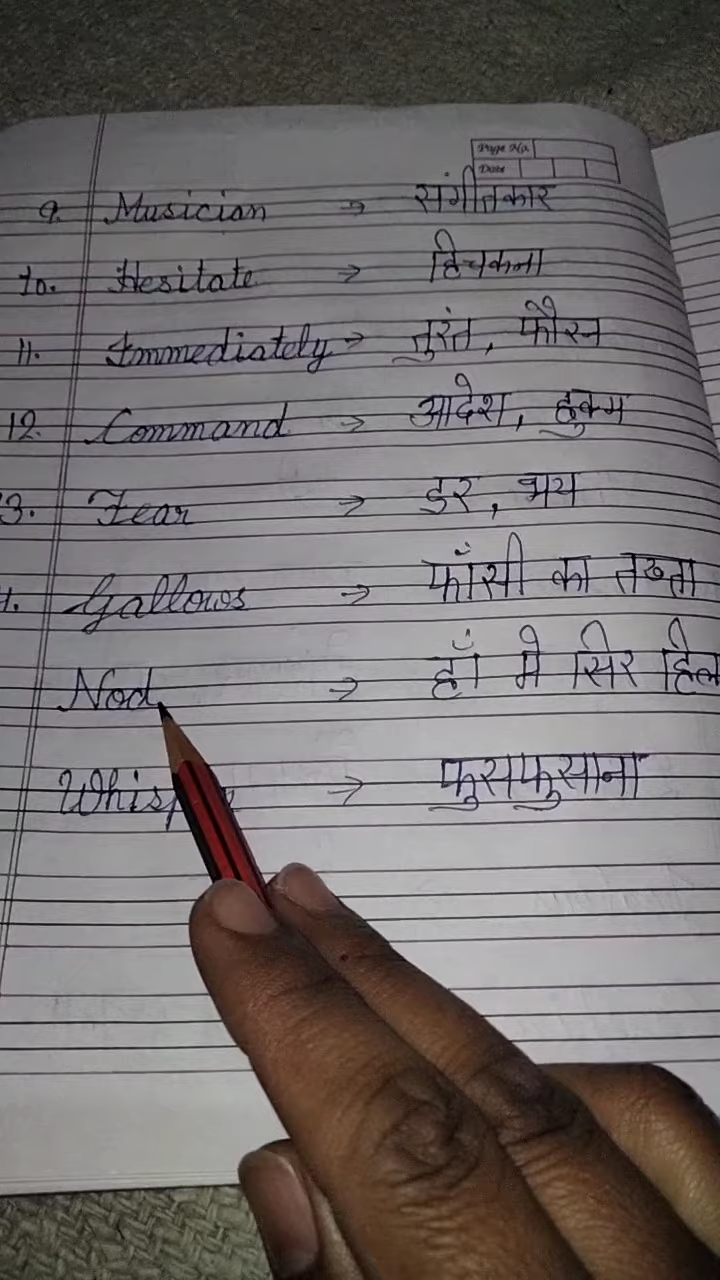 Page No.
Date
9. Musician → संगीतकार
10. Hesitate → हिचकना
11. Immediately → तुरंत, फौरन
12. Command → आदेश, हुक्म
3. Fear → डर, भय
Gallows → फाँसी का तख्ता
Nod → हाँ मे सिर हिल
→ फुसफुसाना